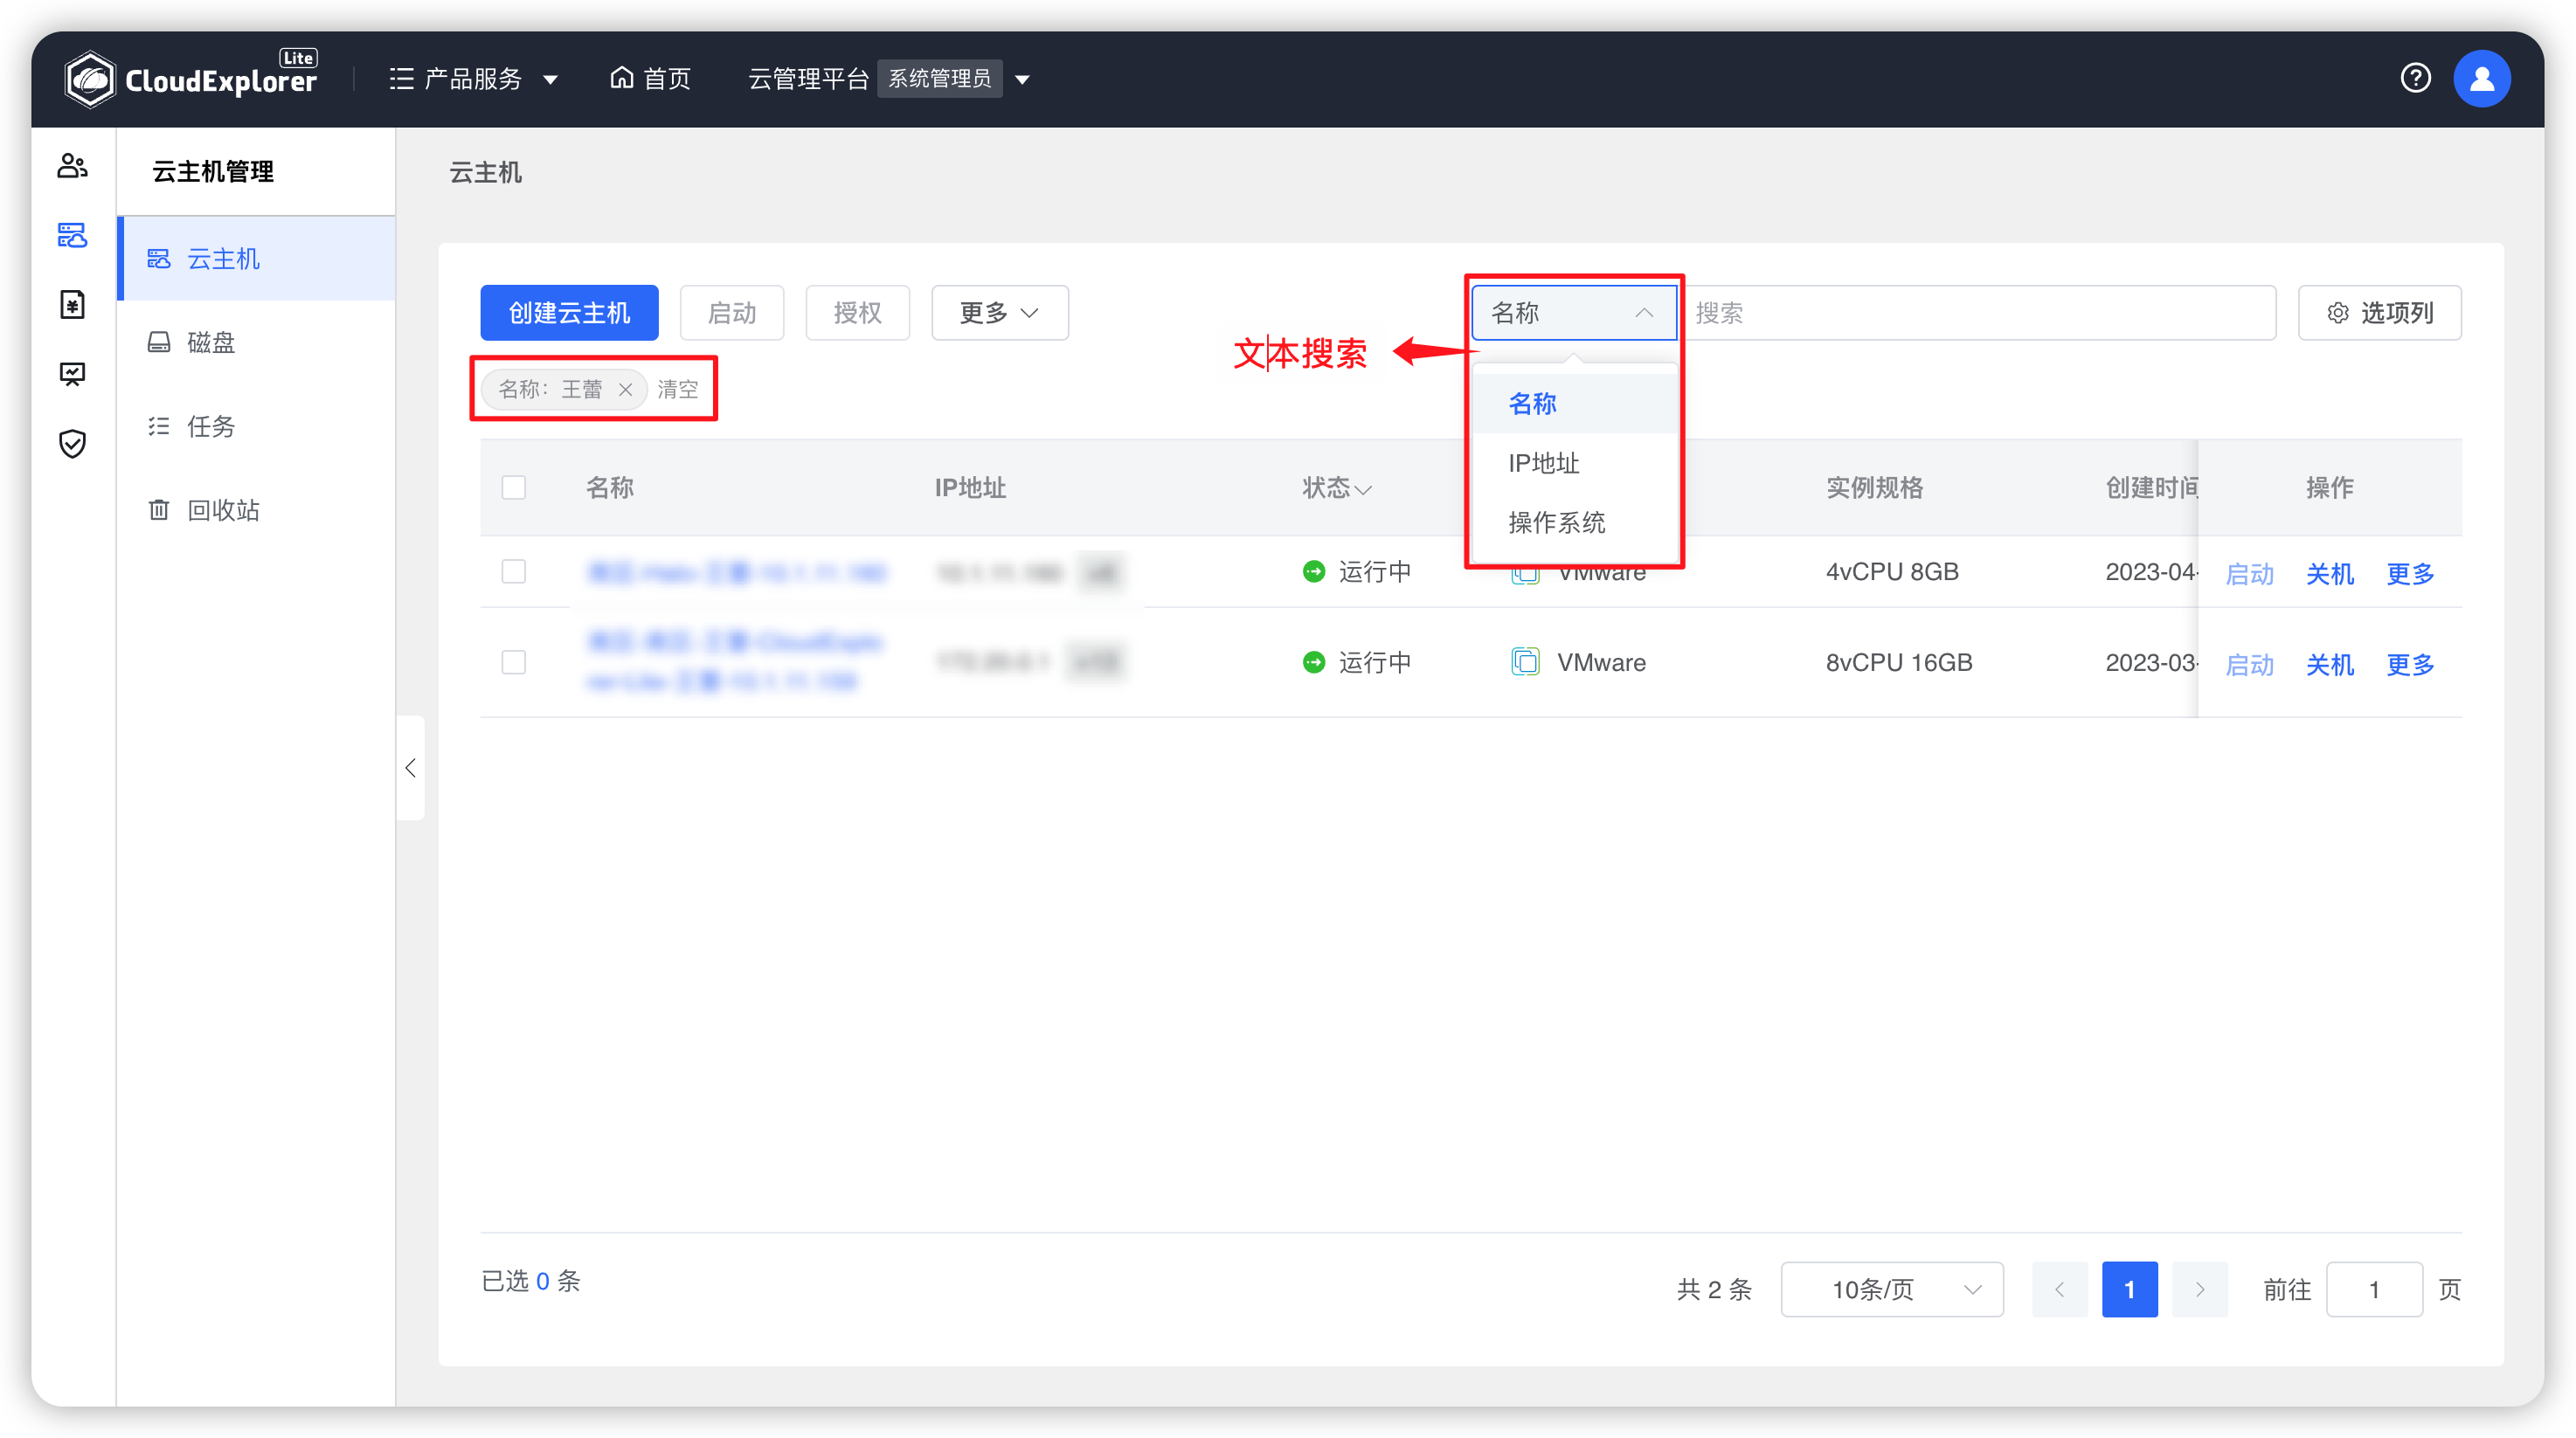 CloudExplorer Lite
产品服务
首页
云管理平台 系统管理员
云主机管理
云主机
磁盘
任务
回收站
云主机
创建云主机 启动 授权 更多 名称 搜索 选项列
文本搜索
名称：王蕾 清空
名称
IP地址
操作系统
名称 IP地址 状态 实例规格 创建时间 操作
运行中 VMware 4vCPU 8GB 2023-04- 启动 关机 更多
运行中 VMware 8vCPU 16GB 2023-03- 启动 关机 更多
已选 0 条
共 2 条 10条/页 1 前往 1 页